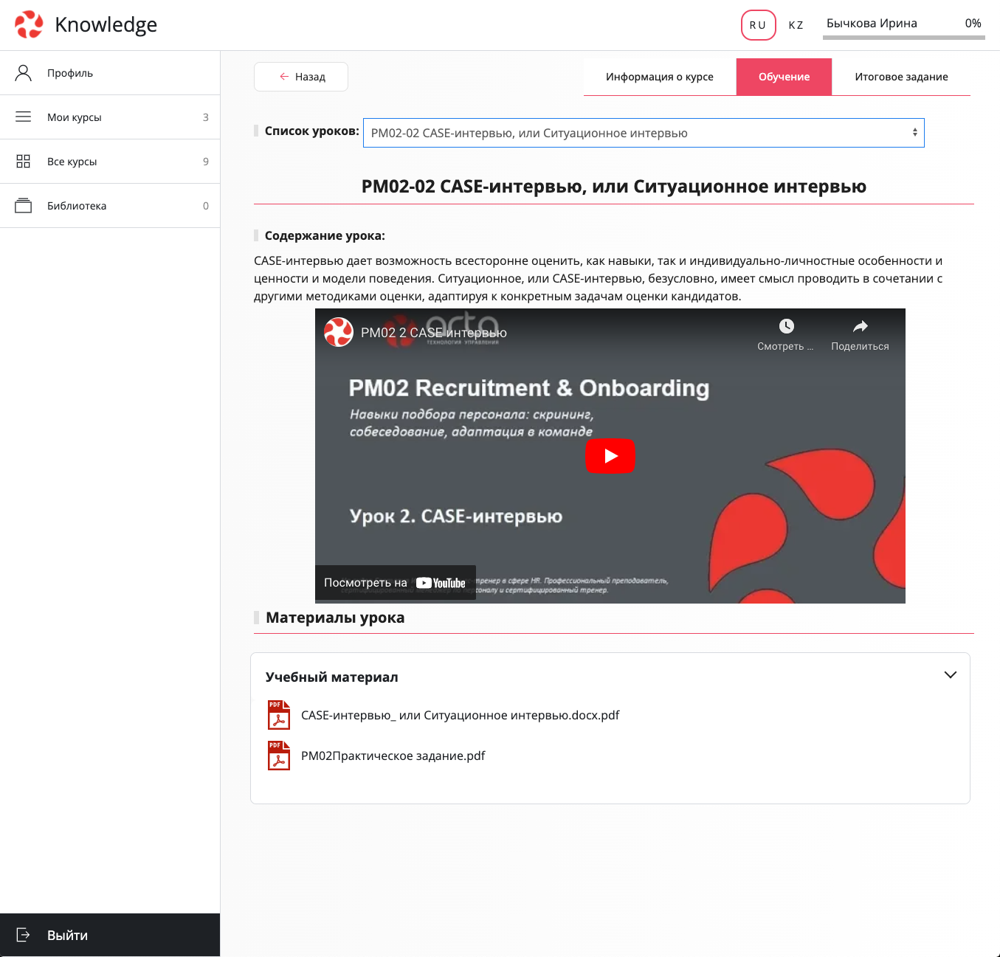 Knowledge
RU
KZ
Бычкова Ирина
0%
Профиль
Мои курсы
3
Все курсы
9
Библиотека
0
Выйти
Назад
Информация о курсе
Обучение
Итоговое задание
Список уроков:
PM02-02 CASE-интервью, или Ситуационное интервью
PM02-02 CASE-интервью, или Ситуационное интервью
Содержание урока:
CASE-интервью дает возможность всесторонне оценить, как навыки, так и индивидуально-личностные особенности и
ценности и модели поведения. Ситуационное, или CASE-интервью, безусловно, имеет смысл проводить в сочетании с
другими методиками оценки, адаптируя к конкретным задачам оценки кандидатов.
PM02 2 CASE интервью
arta
ТЕХНОЛОГИЯ УПРАВЛЕНИЯ
Смотреть ...
Поделиться
PM02 Recruitment & Onboarding
Навыки подбора персонала: скрининг,
собеседование, адаптация в команде
Урок 2. CASE-интервью
Посмотреть на YouTube
-тренер в сфере HR. Профессиональный преподаватель,
сертифицированный менеджер по персоналу и сертифицированный тренер.
Материалы урока
Учебный материал
PDF
CASE-интервью_ или Ситуационное интервью.docx.pdf
PDF
PM02Практическое задание.pdf